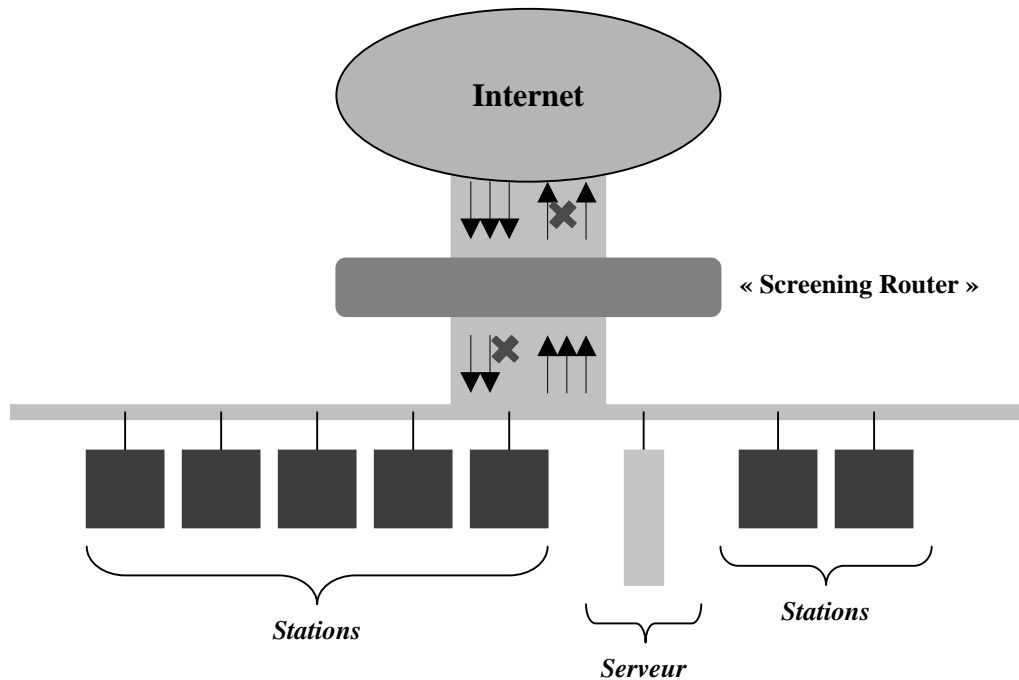 Internet
« Screening Router »
Stations
Stations
Serveur